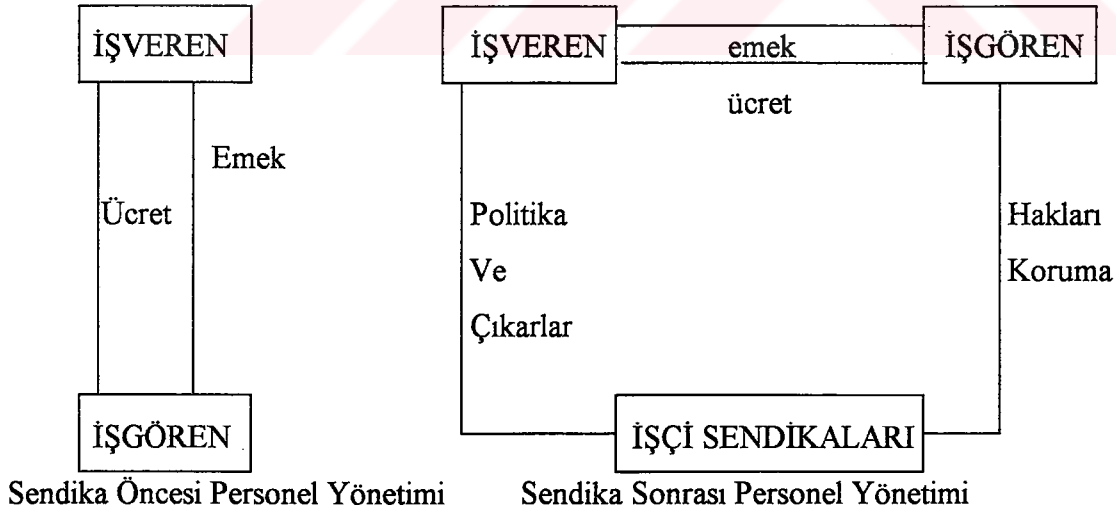 İŞVEREN
Emek
Ücret
İŞGÖREN
Sendika Öncesi Personel Yönetimi
İŞVEREN
emek
İŞGÖREN
ücret
Politika
Ve
Çıkarlar
Hakları
Koruma
İŞÇİ SENDİKALARI
Sendika Sonrası Personel Yönetimi